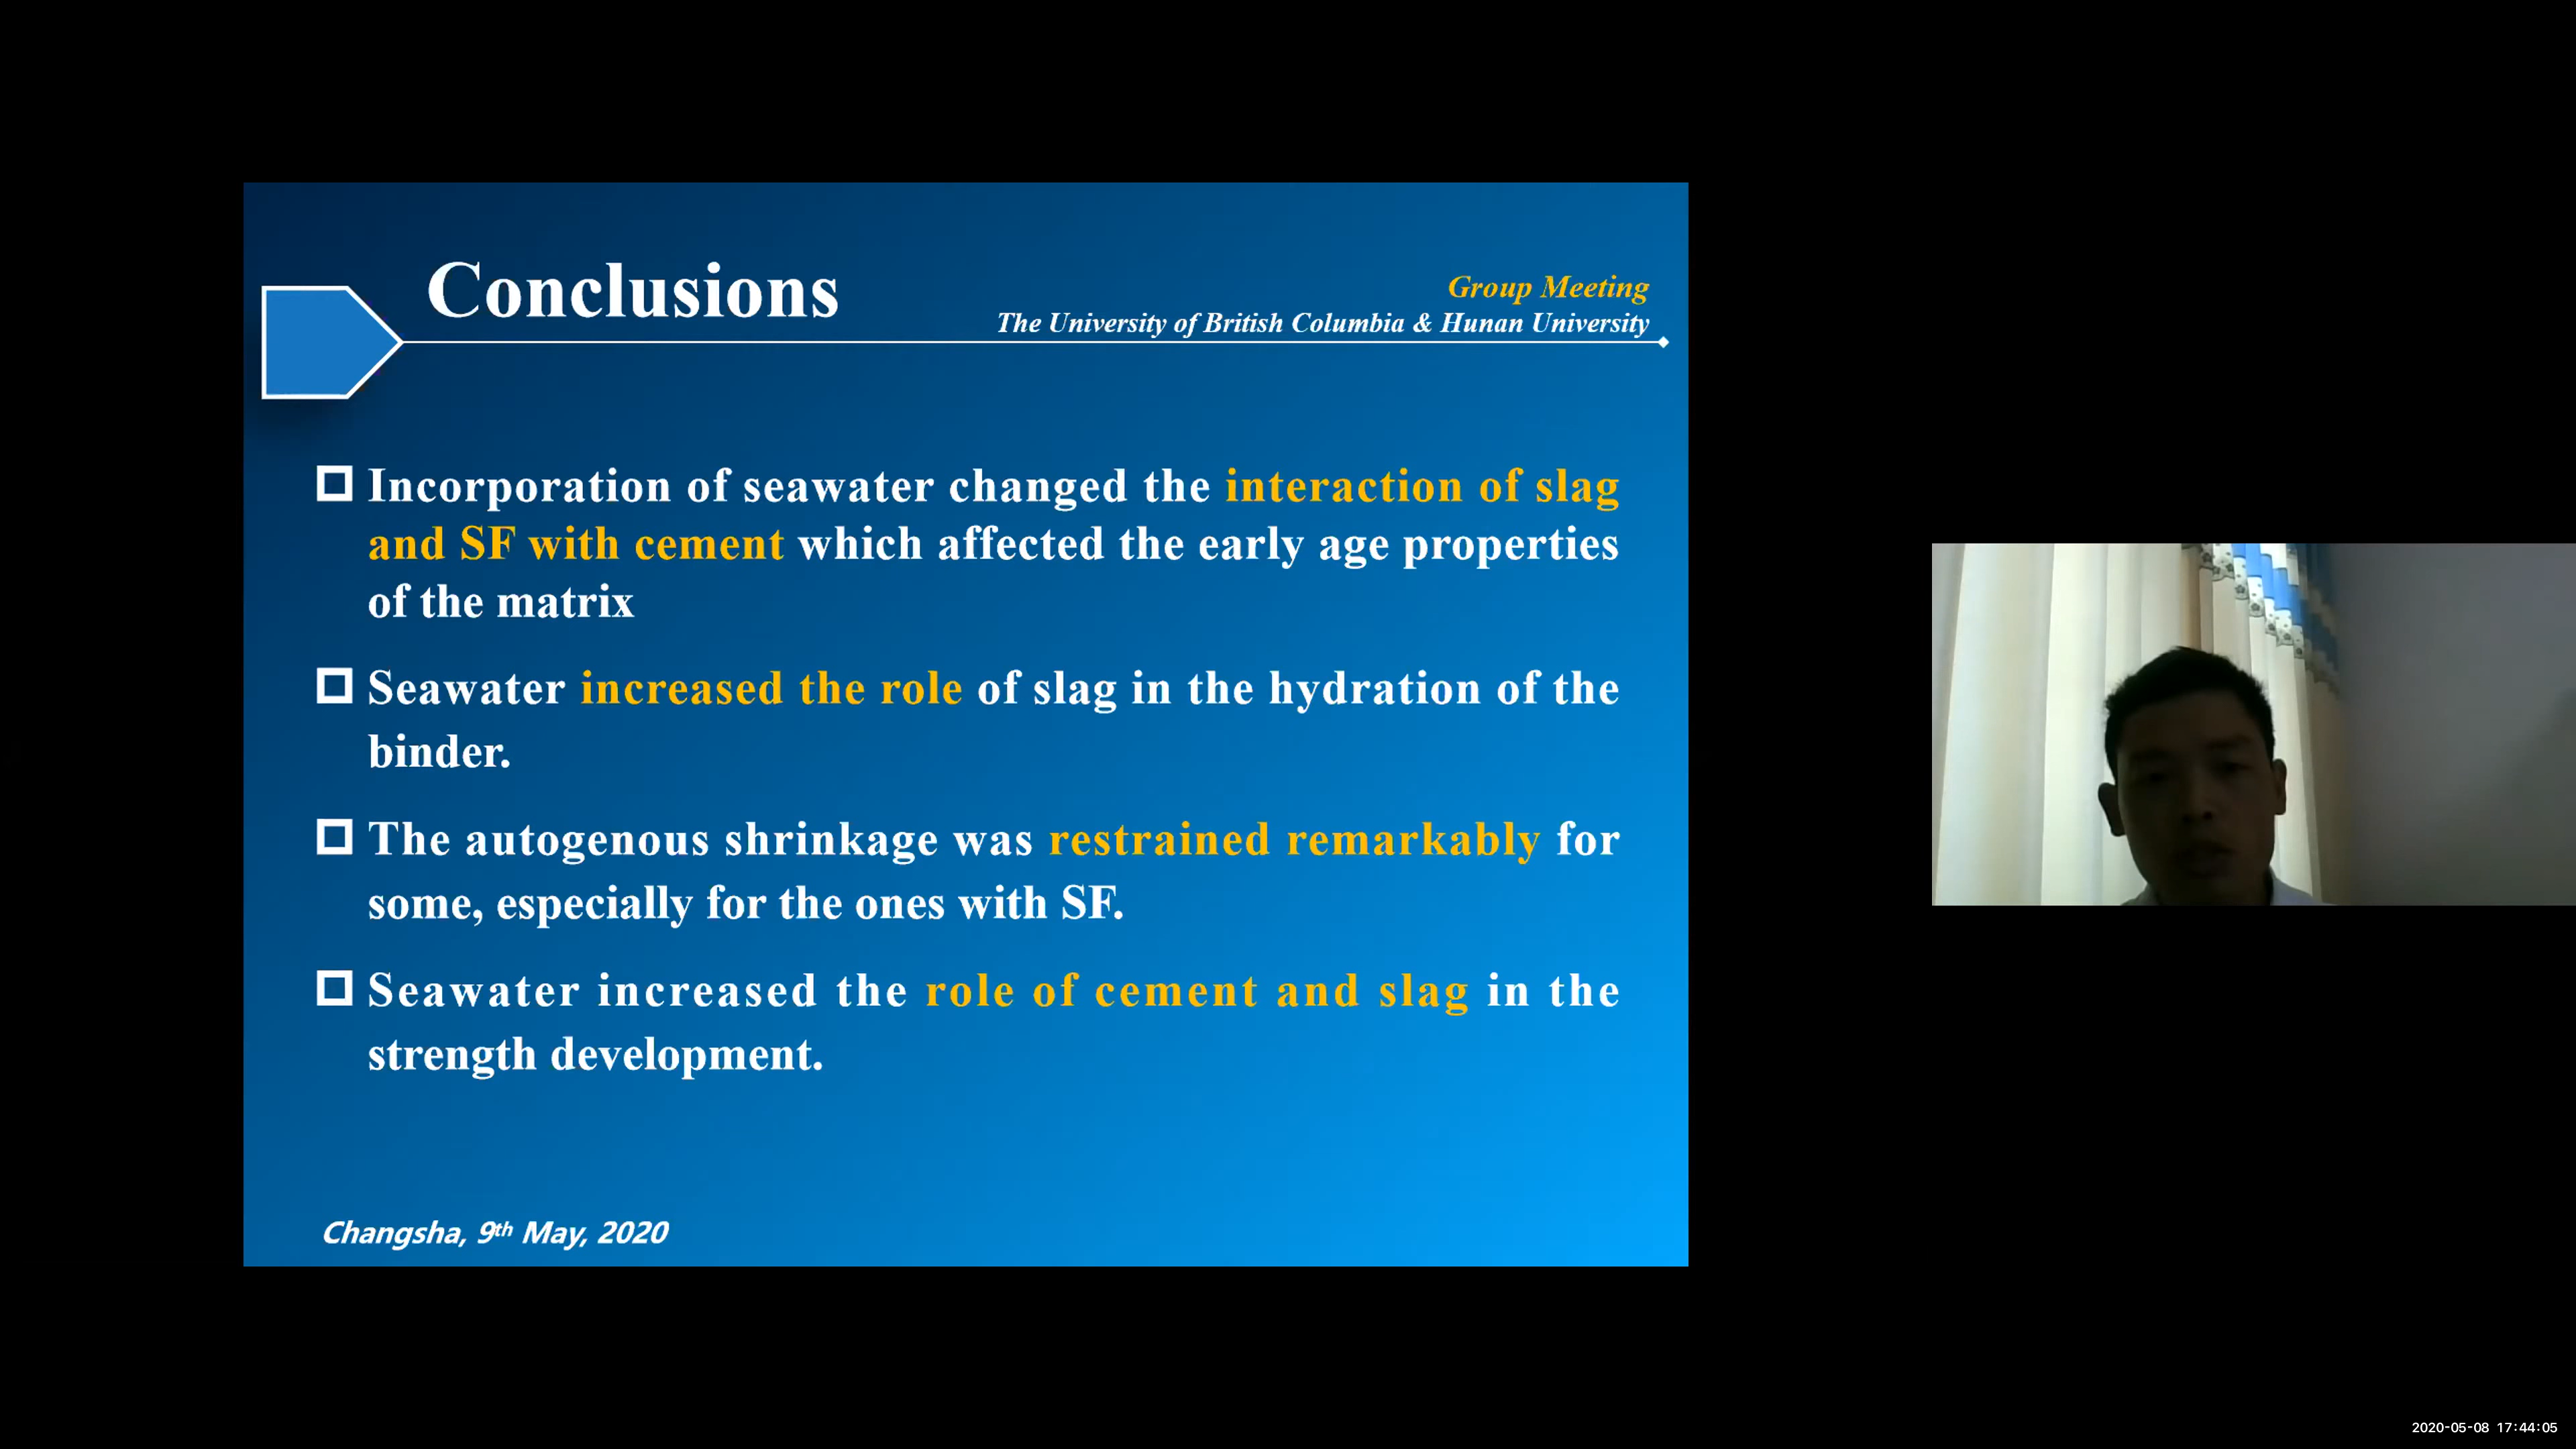 Conclusions
Group Meeting
The University of British Columbia & Hunan University
Incorporation of seawater changed the interaction of slag
and SF with cement which affected the early age properties
of the matrix
Seawater increased the role of slag in the hydration of the
binder.
The autogenous shrinkage was restrained remarkably for
some, especially for the ones with SF.
Seawater increased the role of cement and slag in the
strength development.
Changsha, 9th May, 2020
2020-05-08 17:44:05